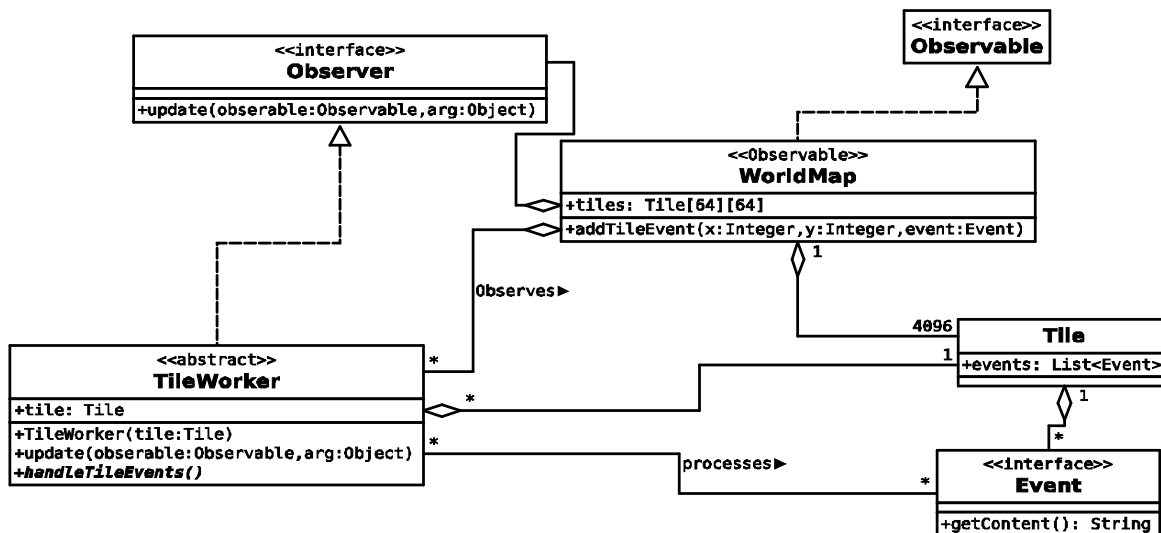 <<interface>>
Observable
<<interface>>
Observer
+update(obserable:Observable,arg:Object)
<<Observable>>
WorldMap
+tiles: Tile[64][64]
+addTileEvent(x:Integer,y:Integer,event:Event)
1
Observes►
4096
Tile
+events: List<Event>
1
<<abstract>>
TileWorker
+tile: Tile
+TileWorker(tile:Tile)
+update(obserable:Observable,arg:Object)
+handleTileEvents()
*
1
*
*
processes►
*
*
<<interface>>
Event
+getContent(): String